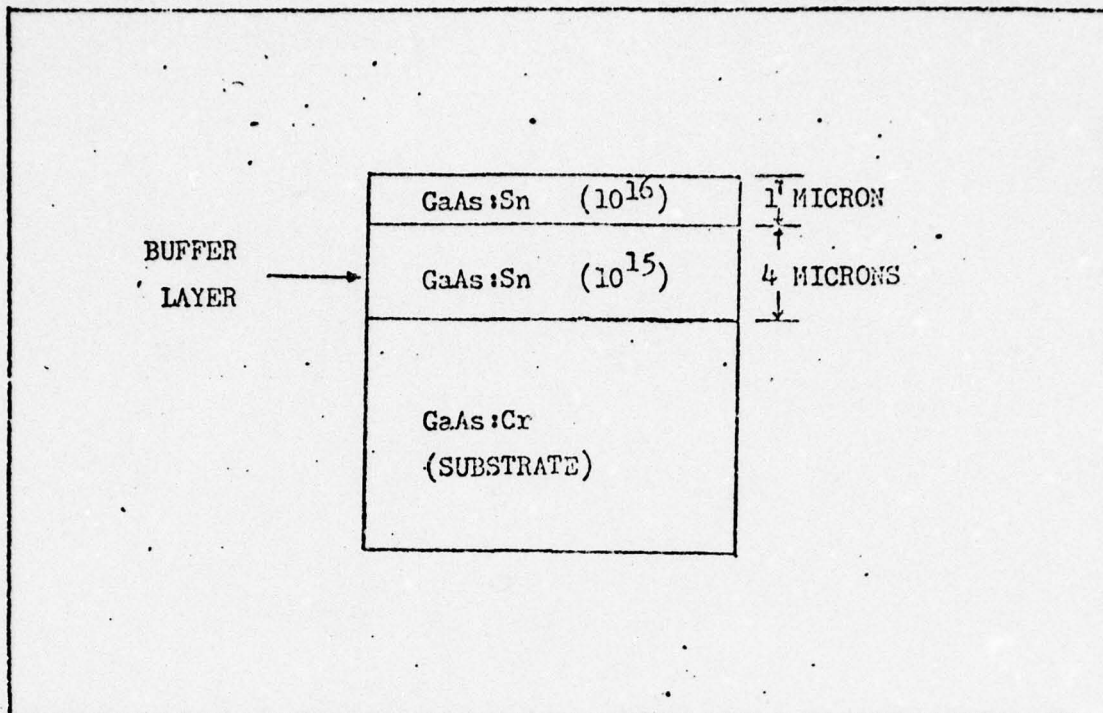 GaAs:Sn (10^16)
1 MICRON
BUFFER
LAYER
GaAs:Sn (10^15)
4 MICRONS
GaAs:Cr
(SUBSTRATE)